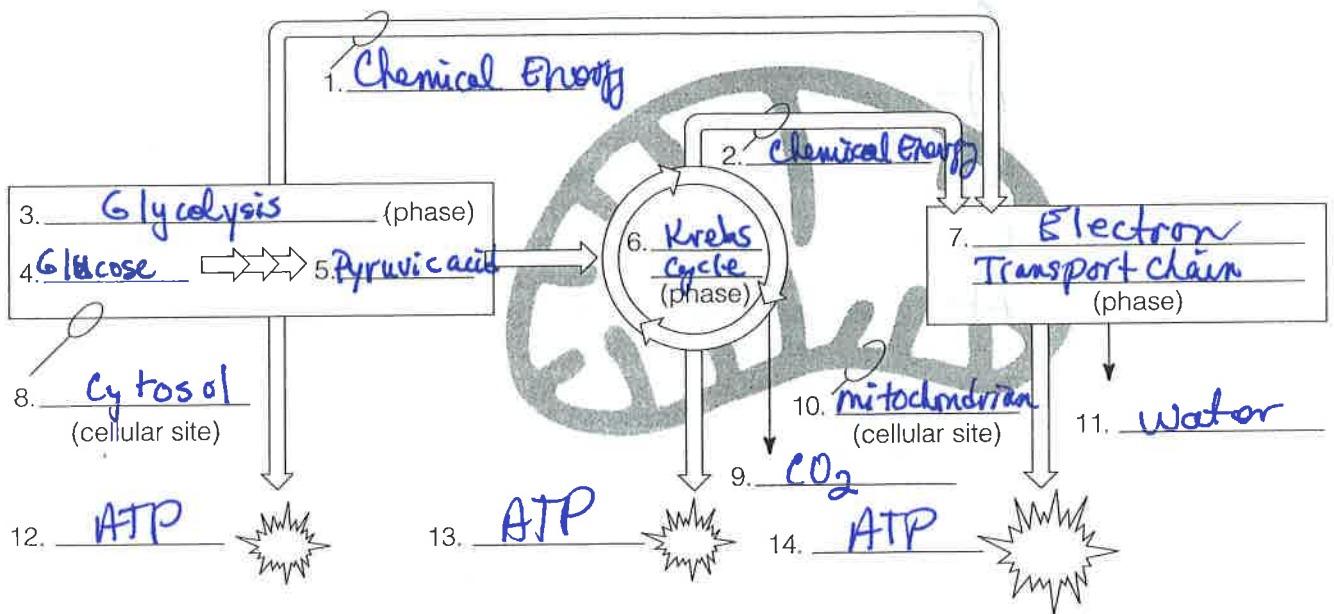 1. Chemical Energy
2. Chemical Energy
3. Glycolysis (phase)
4. Glucose 5. Pyruvic acid
6. Krebs
cycle
(phase)
7. Electron
Transport chain
(phase)
8. Cytosol
(cellular site)
10. mitochondrian
(cellular site)
11. Water
9. CO2
12. ATP
13. ATP
14. ATP